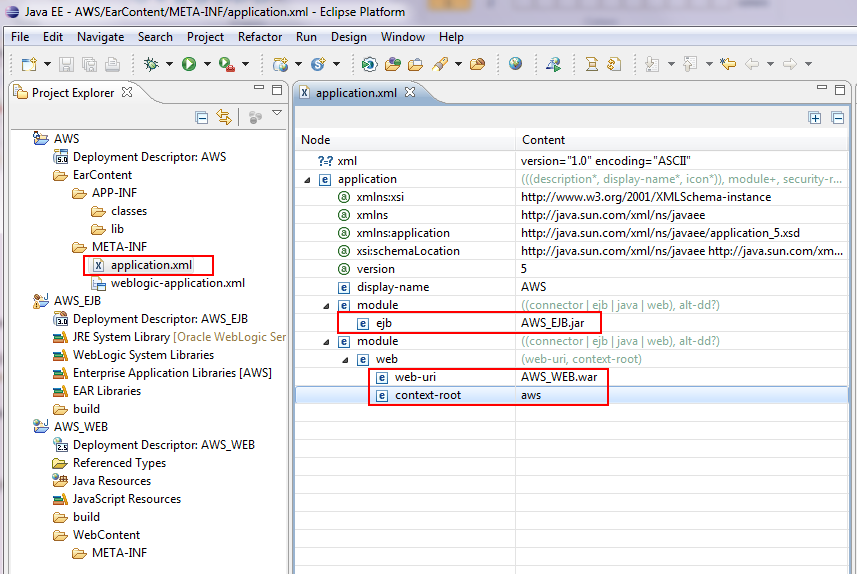 Java EE - AWS/EarContent/META-INF/application.xml - Eclipse Platform
File Edit Navigate Search Project Refactor Run Design Window Help
Project Explorer
AWS
5.0 Deployment Descriptor: AWS
EarContent
APP-INF
classes
lib
META-INF
application.xml
weblogic-application.xml
AWS_EJB
3.0 Deployment Descriptor: AWS_EJB
JRE System Library [Oracle WebLogic Ser
WebLogic System Libraries
Enterprise Application Libraries [AWS]
EAR Libraries
build
AWS_WEB
2.5 Deployment Descriptor: AWS_WEB
Referenced Types
Java Resources
JavaScript Resources
build
WebContent
META-INF
application.xml
Node Content
?=? xml version="1.0" encoding="ASCII"
application (((description*, display-name*, icon*)), module+, security-r...
xmlns:xsi http://www.w3.org/2001/XMLSchema-instance
xmlns http://java.sun.com/xml/ns/javaee
xmlns:application http://java.sun.com/xml/ns/javaee/application_5.xsd
xsi:schemaLocation http://java.sun.com/xml/ns/javaee http://java.sun.com/xm...
version 5
display-name AWS
module ((connector | ejb | java | web), alt-dd?)
ejb AWS_EJB.jar
module ((connector | ejb | java | web), alt-dd?)
web (web-uri, context-root)
web-uri AWS_WEB.war
context-root aws